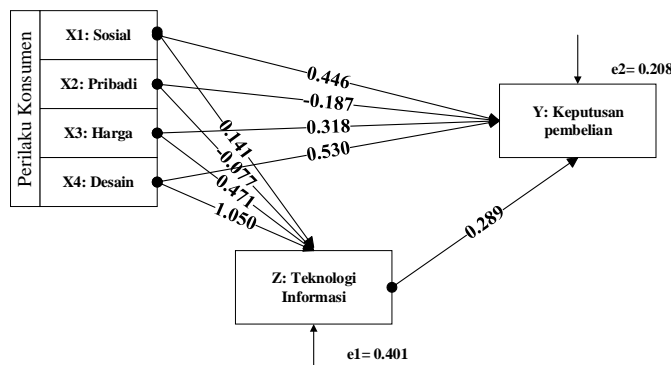 Perilaku Konsumen
X1: Sosial
X2: Pribadi
X3: Harga
X4: Desain
0.446
-0.187
0.318
0.530
0.141
-0.077
0.471
1.050
e2= 0.208
Y: Keputusan
pembelian
0.289
Z: Teknologi
Informasi
e1= 0.401